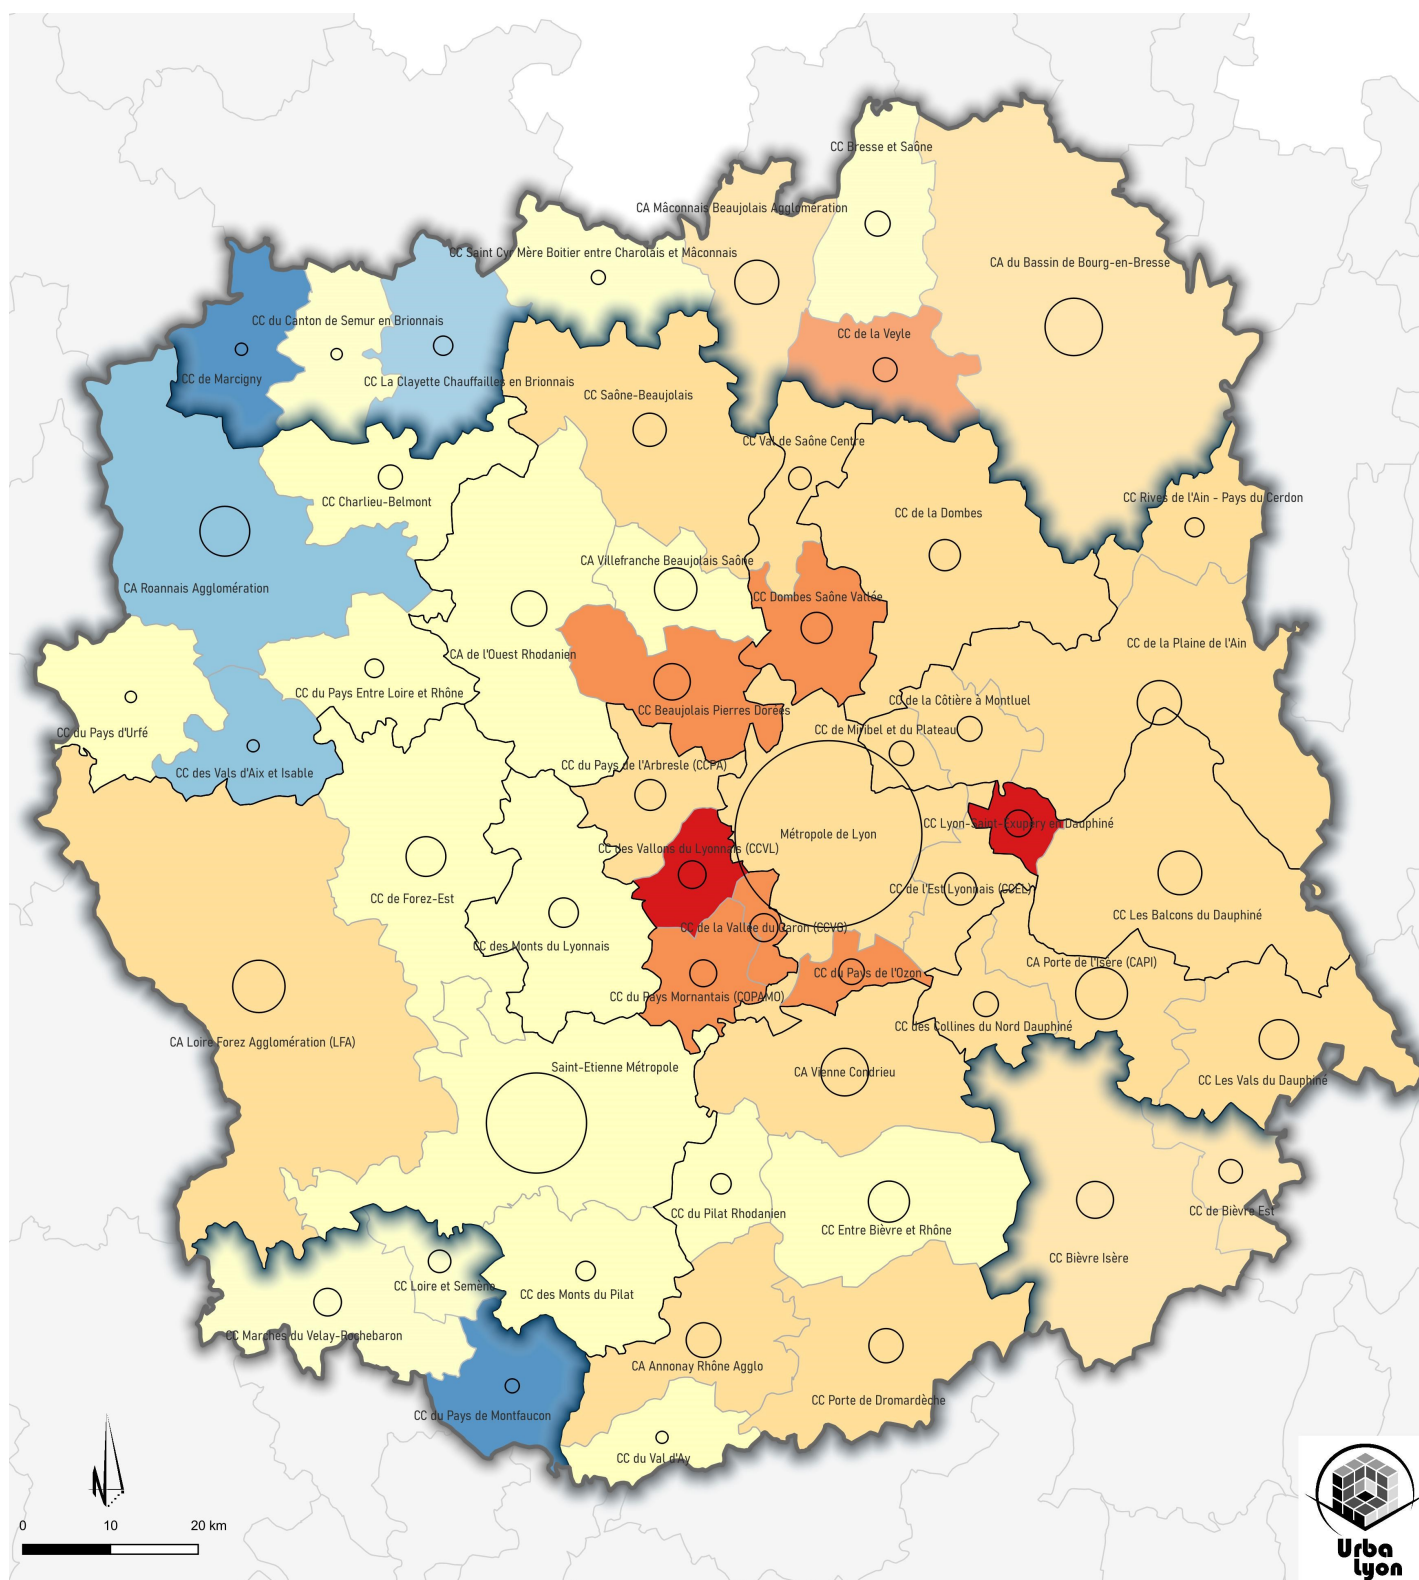 CC Bresse et Saône
CA Mâconnais Beaujolais Agglomération
CC Saint Cyr Mère Boitier entre Charolais et Mâconnais
CA du Bassin de Bourg-en-Bresse
CC du Canton de Semur en Brionnais
CC de la Veyle
CC de Marcigny
CC La Clayette Chauffailles en Brionnais
CC Saône-Beaujolais
CC Val de Saône Centre
CC Charlieu-Belmont
CC Rives de l'Ain - Pays du Cerdon
CC de la Dombes
CA Villefranche Beaujolais Saône
CA Roannais Agglomération
CC Dombes Saône Vallée
CC de la Plaine de l'Ain
CA de l'Ouest Rhodanien
CC du Pays Entre Loire et Rhône
CC de la Côtière à Montluel
CC Beaujolais Pierres Dorées
CC du Pays d'Urfé
CC de Miribel et du Plateau
CC du Pays de l'Arbresle (CCPA)
CC des Vals d'Aix et Isable
CC Lyon-Saint-Exupéry en Dauphiné
Métropole de Lyon
CC des Vallons du Lyonnais (CCVL)
CC de l'Est Lyonnais (CCEL)
CC de Forez-Est
CC Les Balcons du Dauphiné
CC de la Vallée du Garon (CCVG)
CC des Monts du Lyonnais
CA Porte de l'Isère (CAPI)
CC du Pays de l'Ozon
CC du Pays Mornantais (COPAMO)
CC des Collines du Nord Dauphiné
CA Loire Forez Agglomération (LFA)
Saint-Etienne Métropole
CA Vienne Condrieu
CC Les Vals du Dauphiné
CC du Pilat Rhodanien
CC de Bièvre Est
CC Entre Bièvre et Rhône
CC Bièvre Isère
CC Loire et Semène
CC des Monts du Pilat
CC Marches du Velay-Rochebaron
CA Annonay Rhône Agglo
CC Porte de Dromardèche
CC du Pays de Montfaucon
CC du Val d'Ay
N
0 10 20 km
Urba
Lyon